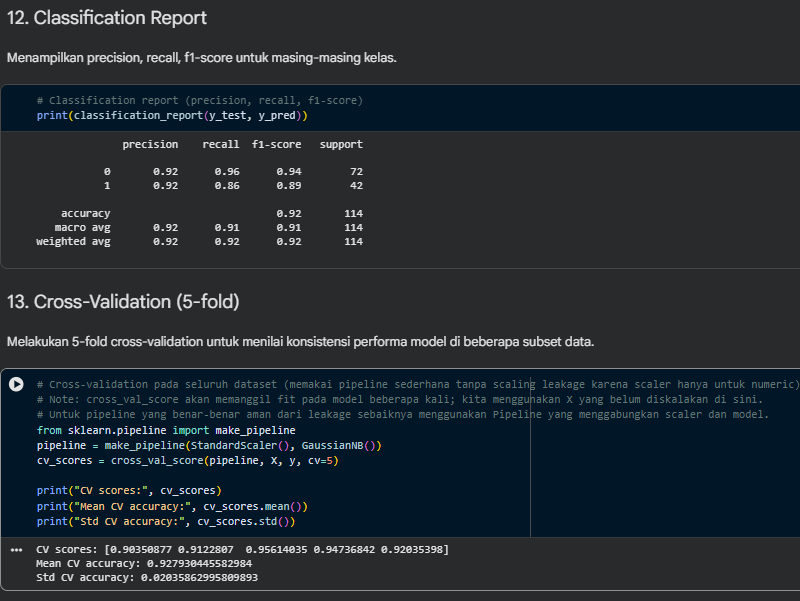 12. Classification Report
Menampilkan precision, recall, f1-score untuk masing-masing kelas.
# Classification report (precision, recall, f1-score)
print(classification_report(y_test, y_pred))
precision recall f1-score support
0 0.92 0.96 0.94 72
1 0.92 0.86 0.89 42
accuracy 0.92 114
macro avg 0.92 0.91 0.91 114
weighted avg 0.92 0.92 0.92 114
13. Cross-Validation (5-fold)
Melakukan 5-fold cross-validation untuk menilai konsistensi performa model di beberapa subset data.
# Cross-validation pada seluruh dataset (memakai pipeline sederhana tanpa scaling leakage karena scaler hanya untuk numeric)
# Note: cross_val_score akan memanggil fit pada model beberapa kali; kita menggunakan X yang belum diskalakan di sini.
# Untuk pipeline yang benar-benar aman dari leakage sebaiknya menggunakan Pipeline yang menggabungkan scaler dan model.
from sklearn.pipeline import make_pipeline
pipeline = make_pipeline(StandardScaler(), GaussianNB())
cv_scores = cross_val_score(pipeline, X, y, cv=5)
print("CV scores:", cv_scores)
print("Mean CV accuracy:", cv_scores.mean())
print("Std CV accuracy:", cv_scores.std())
CV scores: [0.90350877 0.9122807 0.95614035 0.94736842 0.92035398]
Mean CV accuracy: 0.927930445582984
Std CV accuracy: 0.02035862995809893